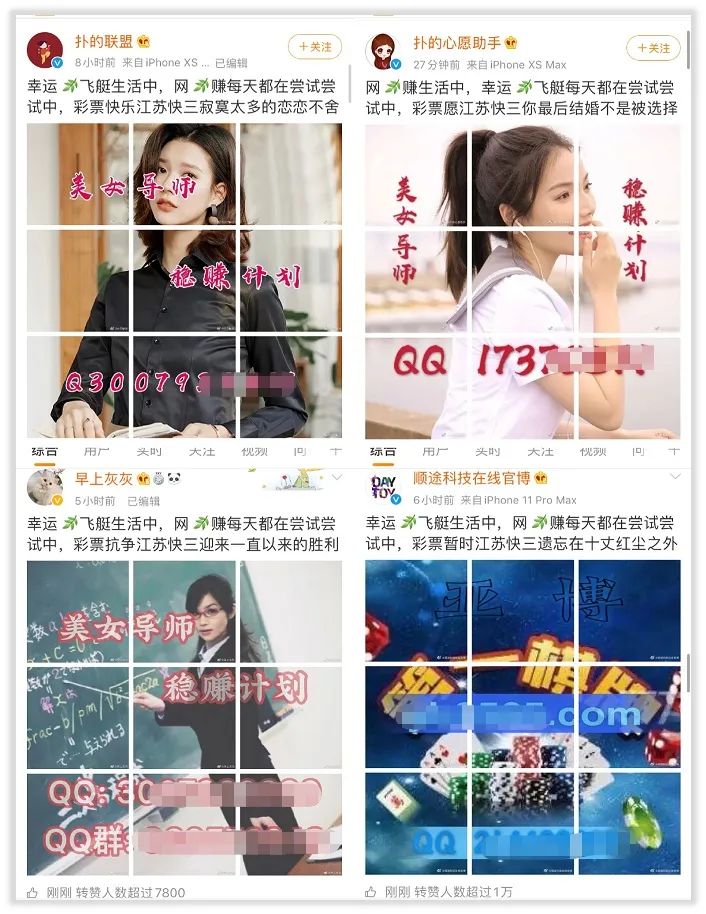 扑的联盟
+关注
8小时前 来自iPhone XS ... 已编辑
幸运飞艇生活中，网赚每天都在尝试尝
试中，彩票快乐江苏快三寂寞太多的恋恋不舍
美女导师
稳赚计划
Q300793
综合 用户 实时 关注 视频 问
扑的心愿助手
+关注
27分钟前 来自iPhone XS Max
网赚生活中，幸运飞艇每天都在尝试尝
试中，彩票愿江苏快三你最后结婚不是被选择
美女导师
稳赚计划
QQ 1737
综合 用户 实时 关注 视频 问
早上灰灰
5小时前 已编辑
幸运飞艇生活中，网赚每天都在尝试尝
试中，彩票抗争江苏快三迎来一直以来的胜利
美女导师
稳赚计划
QQ: 30
QQ群:
刚刚 转赞人数超过7800
DAY
TOY
顺途科技在线官博
6小时前 来自iPhone 11 Pro Max
幸运飞艇生活中，网赚每天都在尝试尝
试中，彩票暂时江苏快三遗忘在十丈红尘之外
亚博
第一棋牌
.com
QQ 2
刚刚 转赞人数超过1万